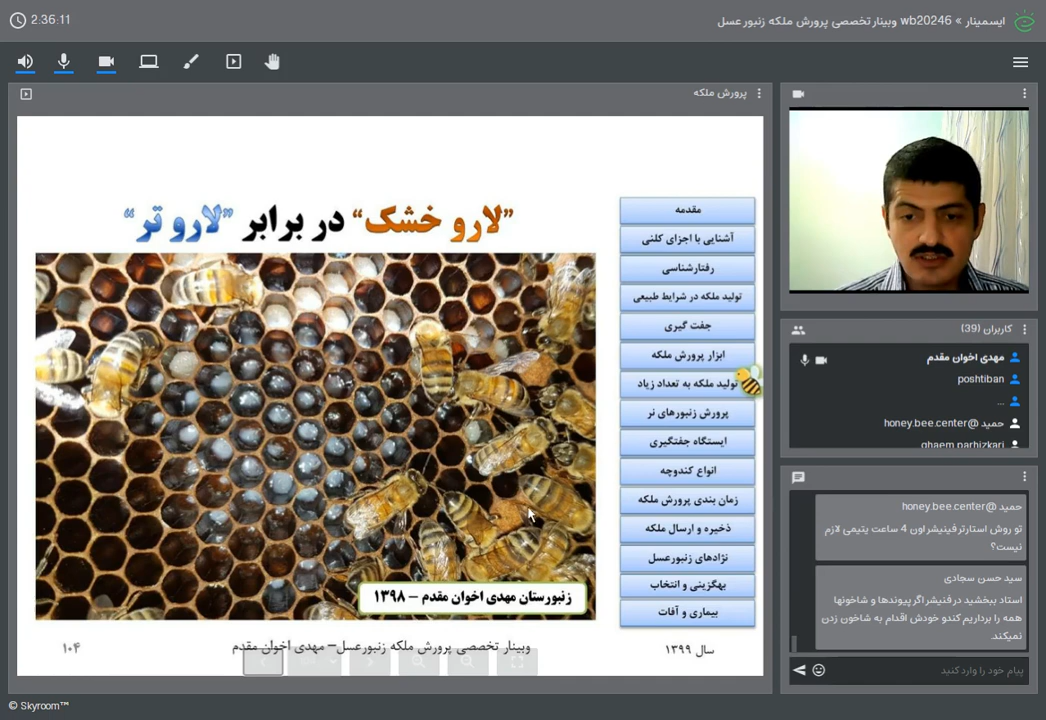 2:36:11
ایسمینار » wb20246 وبینار تخصصی پرورش ملکه زنبور عسل
پرورش ملکه
“لارو خشک” در برابر “لارو تر”
زنبورستان مهدی اخوان مقدم – ۱۳۹۸
مقدمه
آشنایی با اجزای کلنی
رفتارشناسی
تولید ملکه در شرایط طبیعی
جفت گیری
ابزار پرورش ملکه
تولید ملکه به تعداد زیاد
پرورش زنبورهای نر
ایستگاه جفتگیری
انواع کندوچه
زمان بندی پرورش ملکه
ذخیره و ارسال ملکه
نژادهای زنبورعسل
بهگزینی و انتخاب
بیماری و آفات
سال ۱۳۹۹
وبینار تخصصی پرورش ملکه زنبورعسل– مهدی اخوان مقدم
۱۰۴
کاربران (39)
مهدی اخوان مقدم
poshtiban
...
حمید @honey.bee.center
ghaem parhizkari
حمید @honey.bee.center
تو روش استارتر فینیشر اون 4 ساعت یتیمی لازم
نیست؟
سید حسن سجادی
استاد ببخشید در فنیشر اگر پیوندها و شاخونها
همه را برداریم کندو خودش اقدام به شاخون زدن
نمیکند.
پیام خود را وارد کنید
© Skyroom™